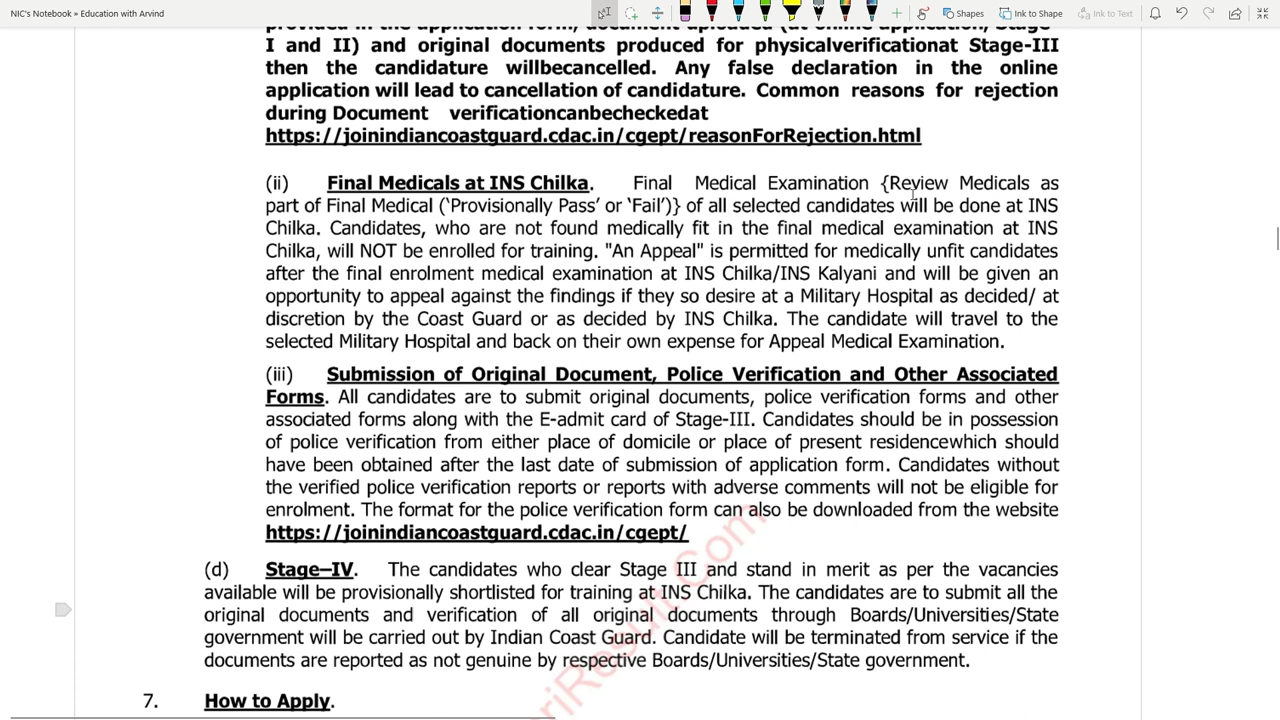 NIC's Notebook » Education with Arvind
Shapes
Ink to Shape
Ink to Text
provided in the application form, document uploaded (at online application, Stage-
I and II) and original documents produced for physicalverificationat Stage-III
then the candidature willbecancelled. Any false declaration in the online
application will lead to cancellation of candidature. Common reasons for rejection
during Document verificationcanbecheckedat
https://joinindiancoastguard.cdac.in/cgept/reasonForRejection.html
(ii) Final Medicals at INS Chilka. Final Medical Examination {Review Medicals as
part of Final Medical (‘Provisionally Pass’ or ‘Fail’)} of all selected candidates will be done at INS
Chilka. Candidates, who are not found medically fit in the final medical examination at INS
Chilka, will NOT be enrolled for training. "An Appeal" is permitted for medically unfit candidates
after the final enrolment medical examination at INS Chilka/INS Kalyani and will be given an
opportunity to appeal against the findings if they so desire at a Military Hospital as decided/ at
discretion by the Coast Guard or as decided by INS Chilka. The candidate will travel to the
selected Military Hospital and back on their own expense for Appeal Medical Examination.
(iii) Submission of Original Document, Police Verification and Other Associated
Forms. All candidates are to submit original documents, police verification forms and other
associated forms along with the E-admit card of Stage-III. Candidates should be in possession
of police verification from either place of domicile or place of present residencewhich should
have been obtained after the last date of submission of application form. Candidates without
the verified police verification reports or reports with adverse comments will not be eligible for
enrolment. The format for the police verification form can also be downloaded from the website
https://joinindiancoastguard.cdac.in/cgept/
(d) Stage–IV. The candidates who clear Stage III and stand in merit as per the vacancies
available will be provisionally shortlisted for training at INS Chilka. The candidates are to submit all the
original documents and verification of all original documents through Boards/Universities/State
government will be carried out by Indian Coast Guard. Candidate will be terminated from service if the
documents are reported as not genuine by respective Boards/Universities/State government.
7. How to Apply.
riResult.Com